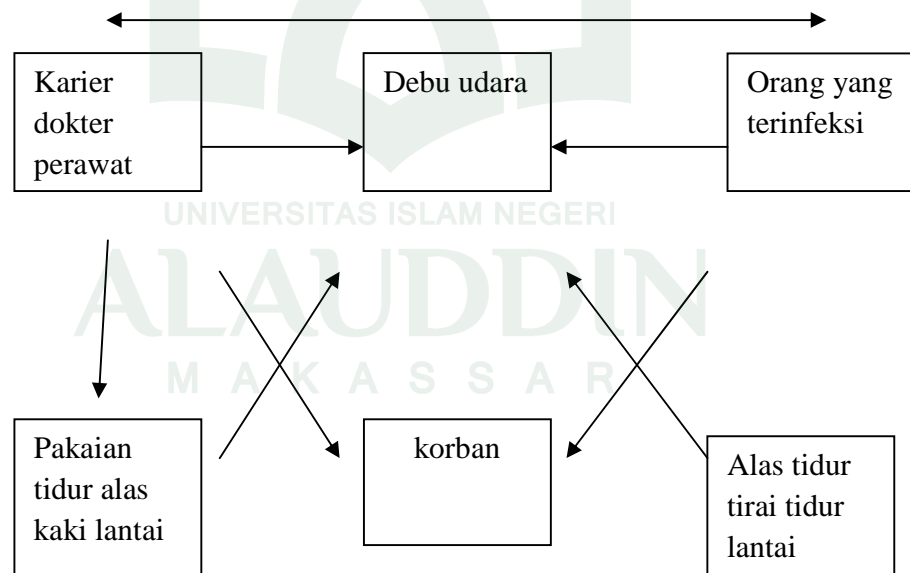 Karier
dokter
perawat
Debu udara
Orang yang
terinfeksi
UNIVERSITAS ISLAM NEGERI
ALAUDDIN
MAKASSAR
Pakaian
tidur alas
kaki lantai
korban
Alas tidur
tirai tidur
lantai